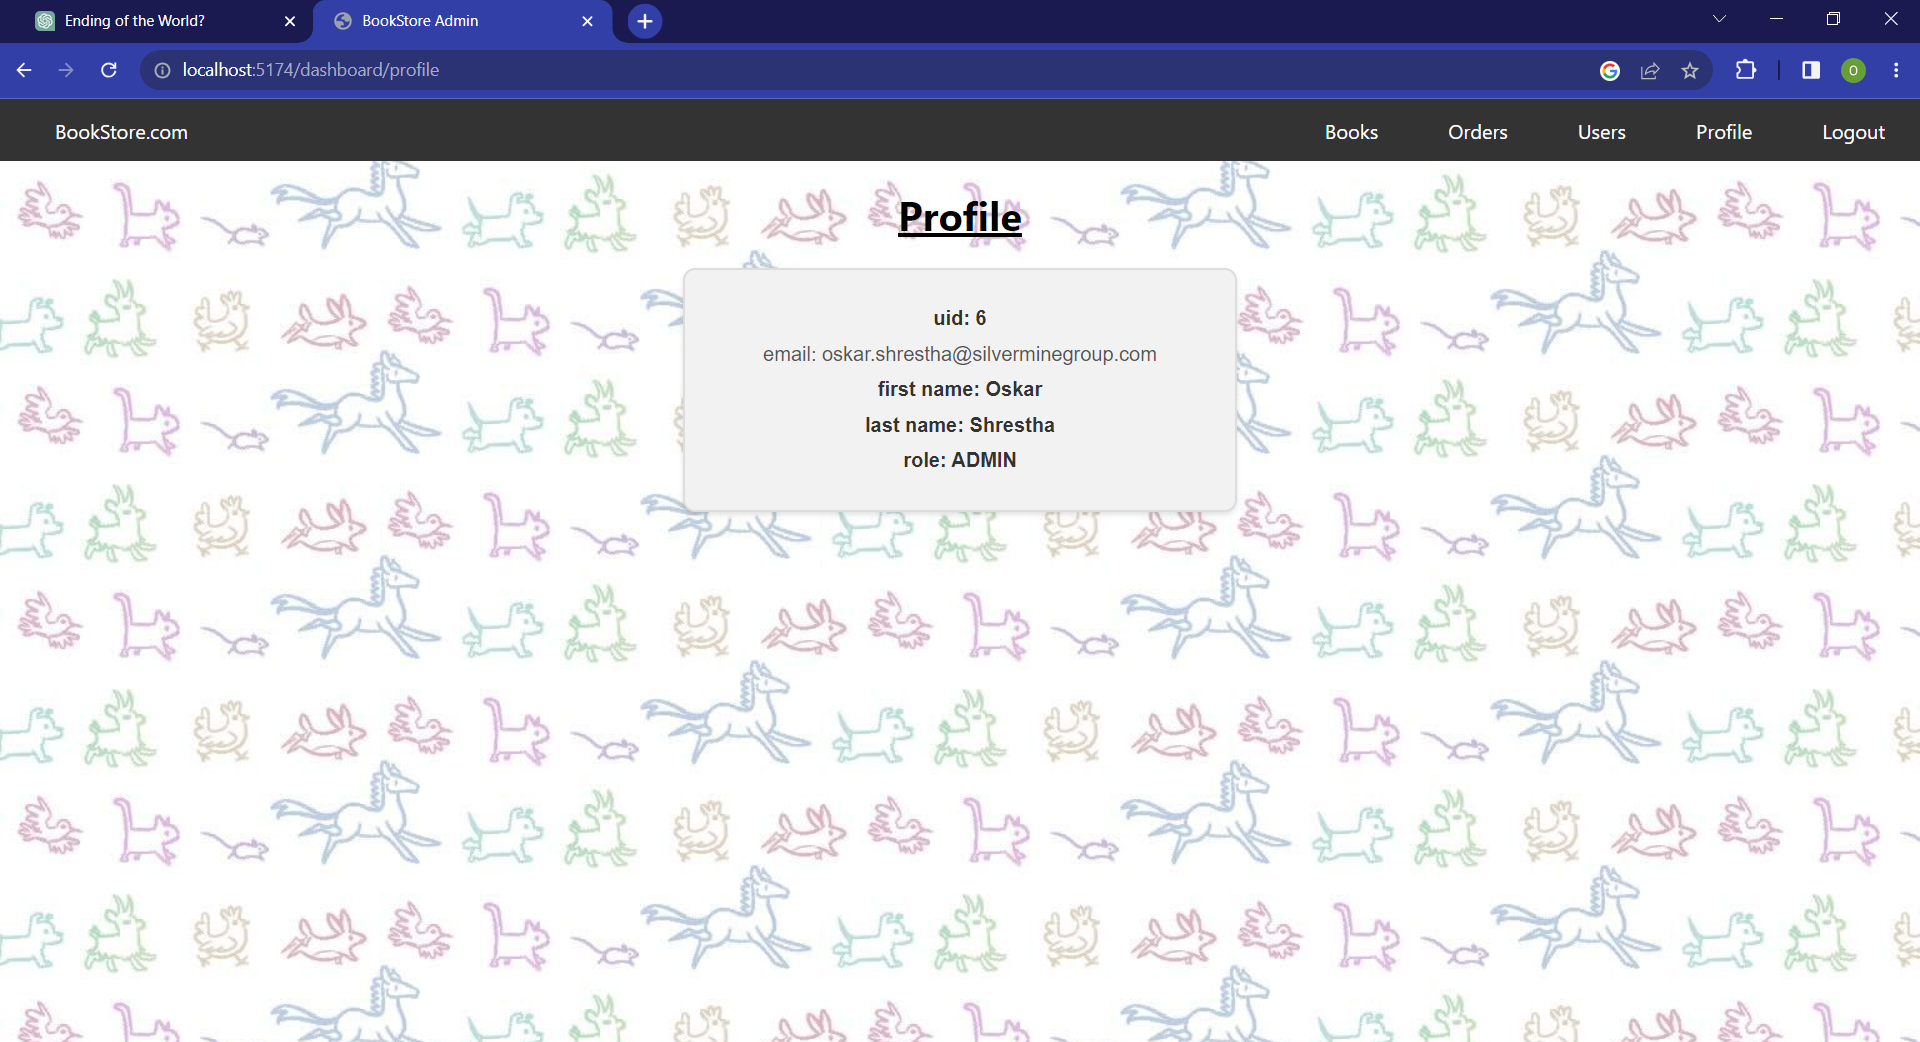 Ending of the World?
BookStore Admin
localhost:5174/dashboard/profile
O
BookStore.com
Books
Orders
Users
Profile
Logout
Profile
uid: 6
email: oskar.shrestha@silverminegroup.com
first name: Oskar
last name: Shrestha
role: ADMIN